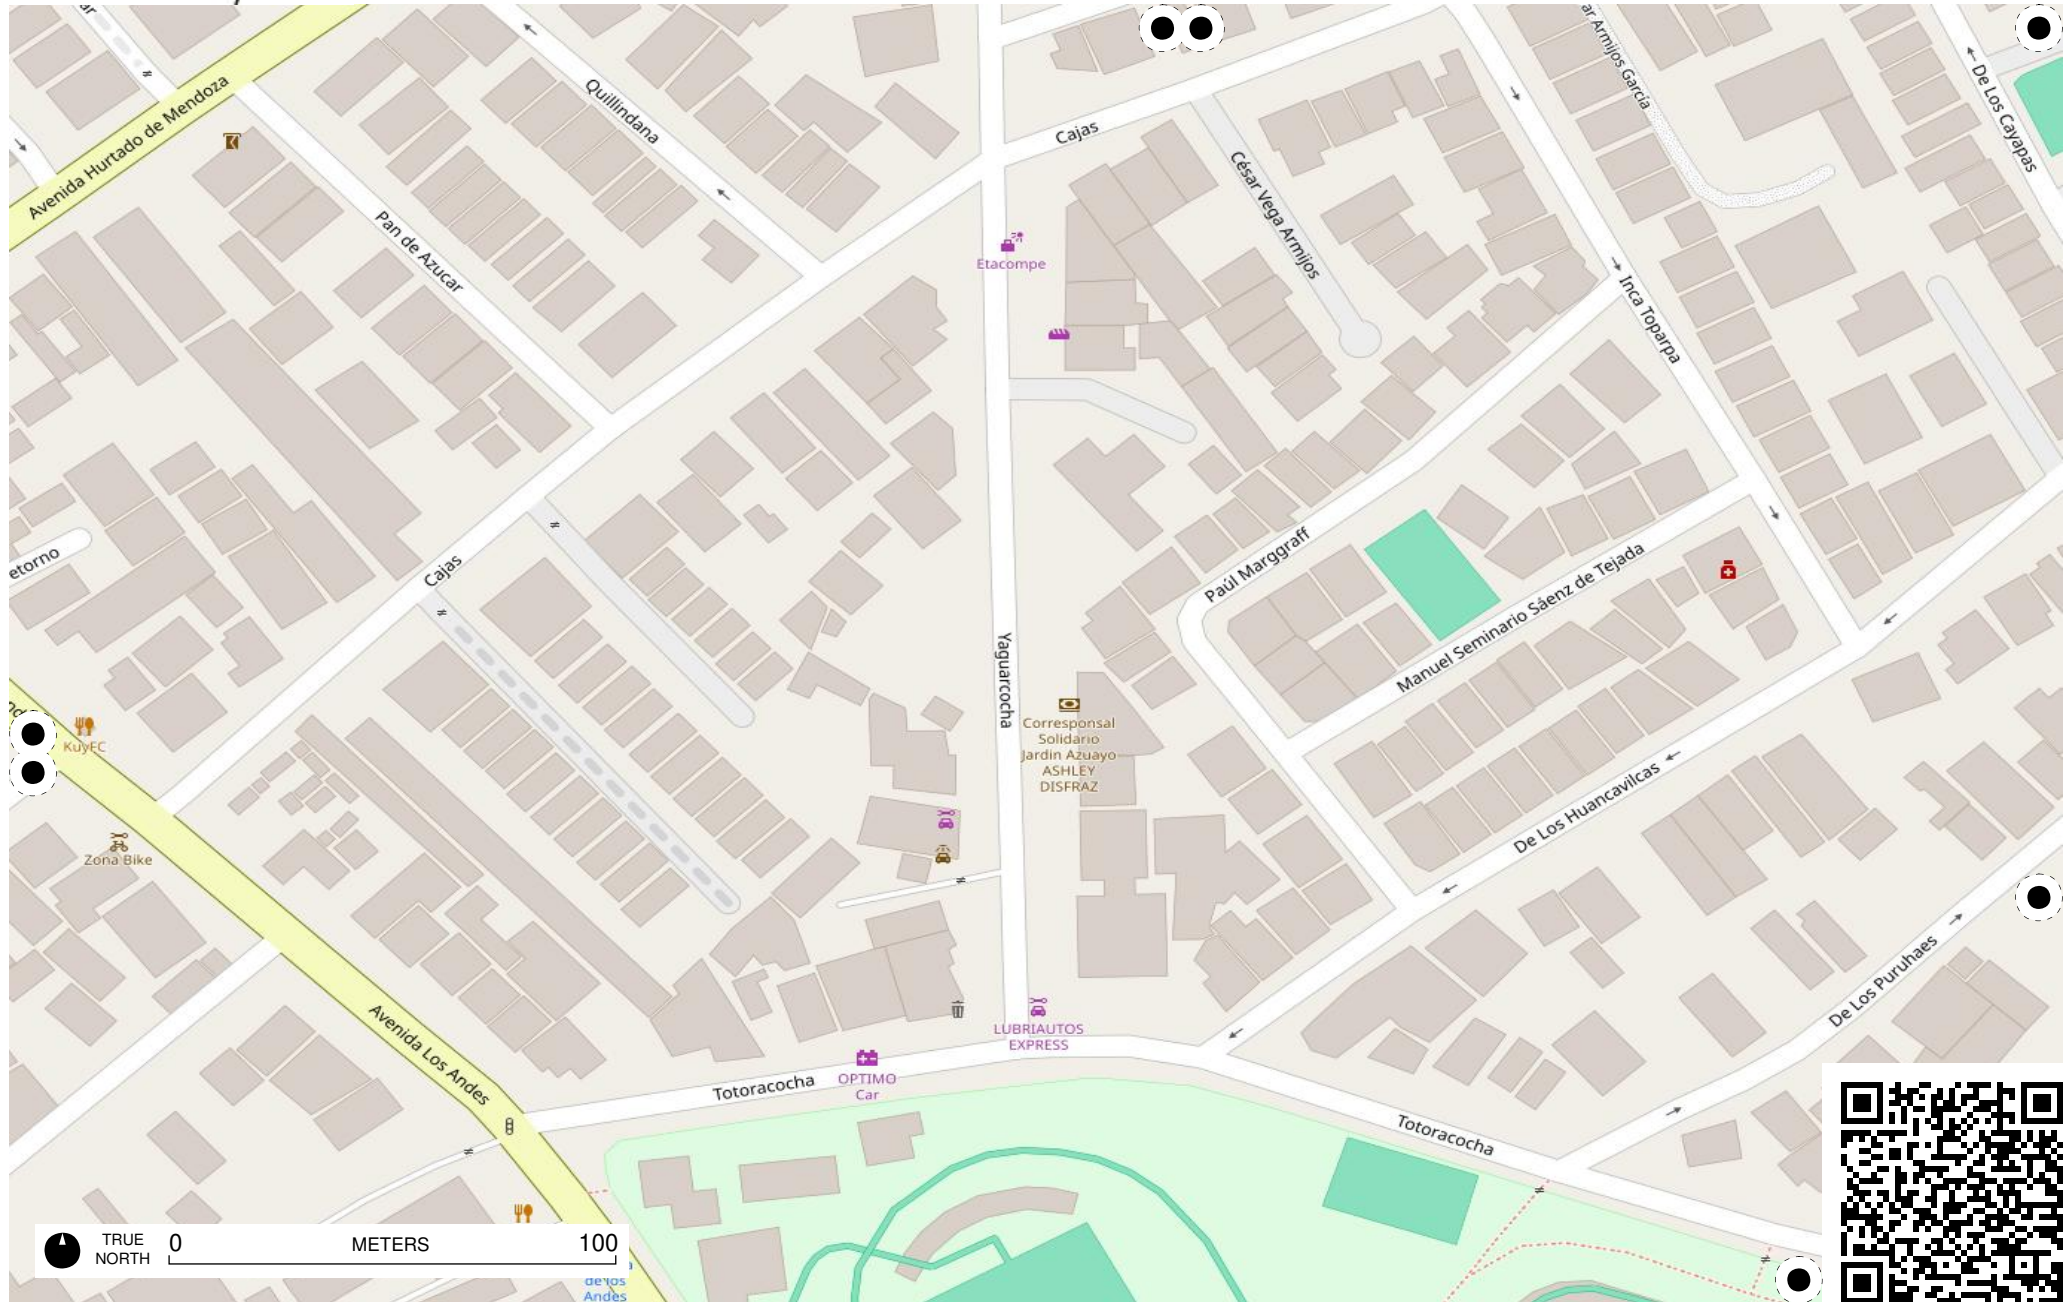 Avenida Hurtado de Mendoza
Quillindana
Pan de Azucar
Cajas
César Vega Armijos
ar Armijos García
De Los Cayapas
Inca Toparpa
Etacompe
etorno
Cajas
Paúl Marggraff
Manuel Seminario Sáenz de Tejada
Yaguarcocha
KuyFC
Corresponsal
Solidario
Jardin Azuayo
ASHLEY
DISFRAZ
De Los Huancavilcas
Zona Bike
De Los Puruhaes
Avenida Los Andes
LUBRIAUTOS
EXPRESS
OPTIMO
Car
Totoracocha
Totoracocha
TRUE
NORTH
0 METERS 100
de los
Andes